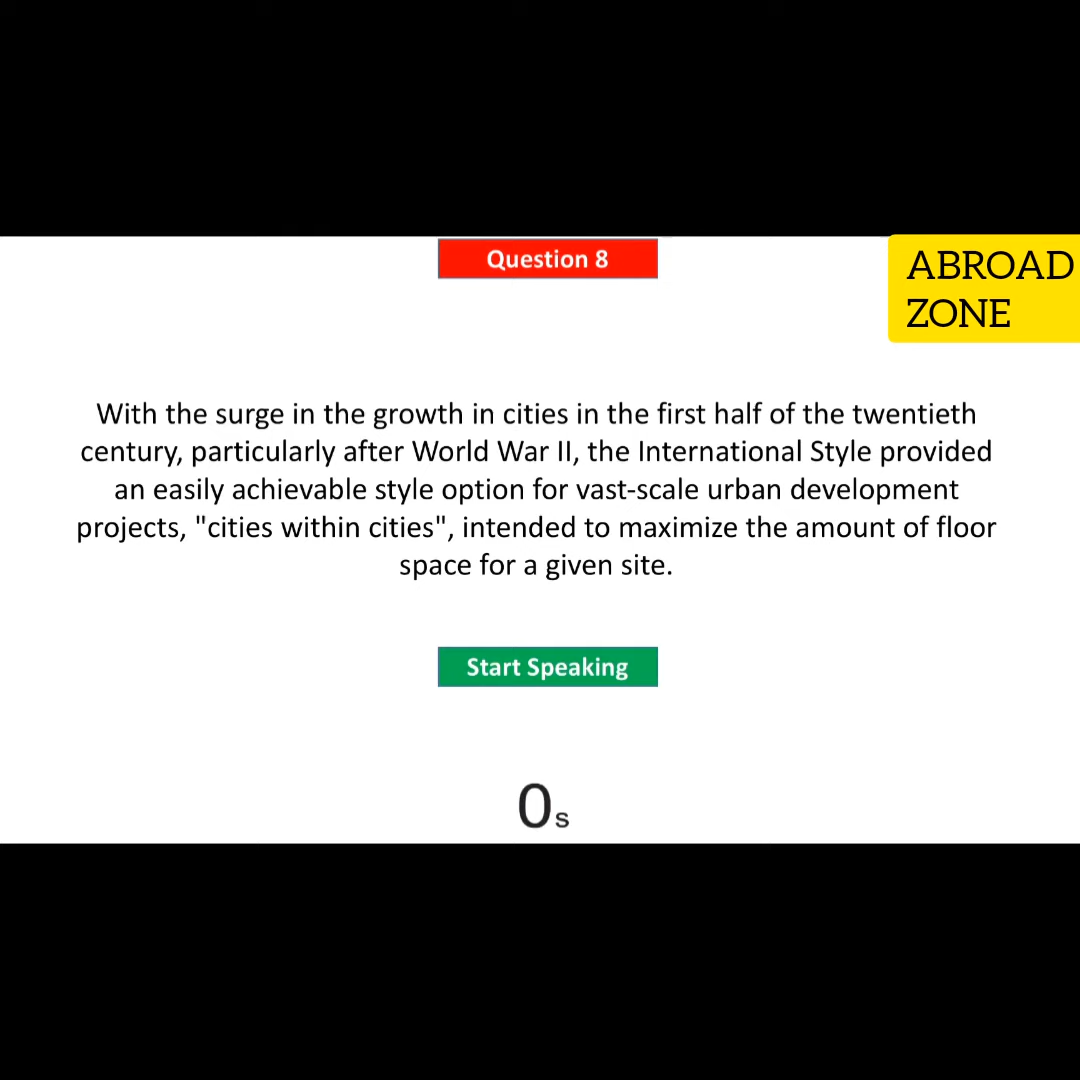 Question 8
ABROAD
ZONE
With the surge in the growth in cities in the first half of the twentieth
century, particularly after World War II, the International Style provided
an easily achievable style option for vast-scale urban development
projects, "cities within cities", intended to maximize the amount of floor
space for a given site.
Start Speaking
0s